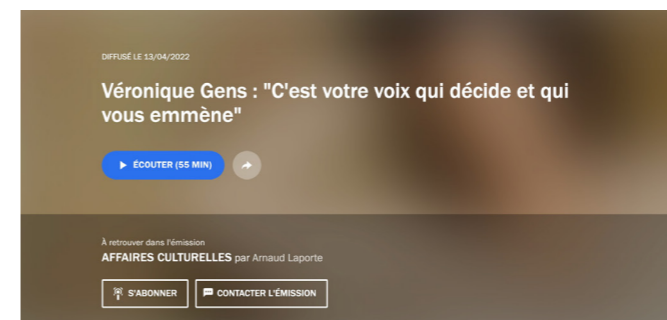 DIFFUSÉ LE 13/04/2022
Véronique Gens : "C'est votre voix qui décide et qui
vous emmène"
ÉCOUTER (55 MIN)
À retrouver dans l'émission
AFFAIRES CULTURELLES par Arnaud Laporte
S'ABONNER
CONTACTER L'ÉMISSION